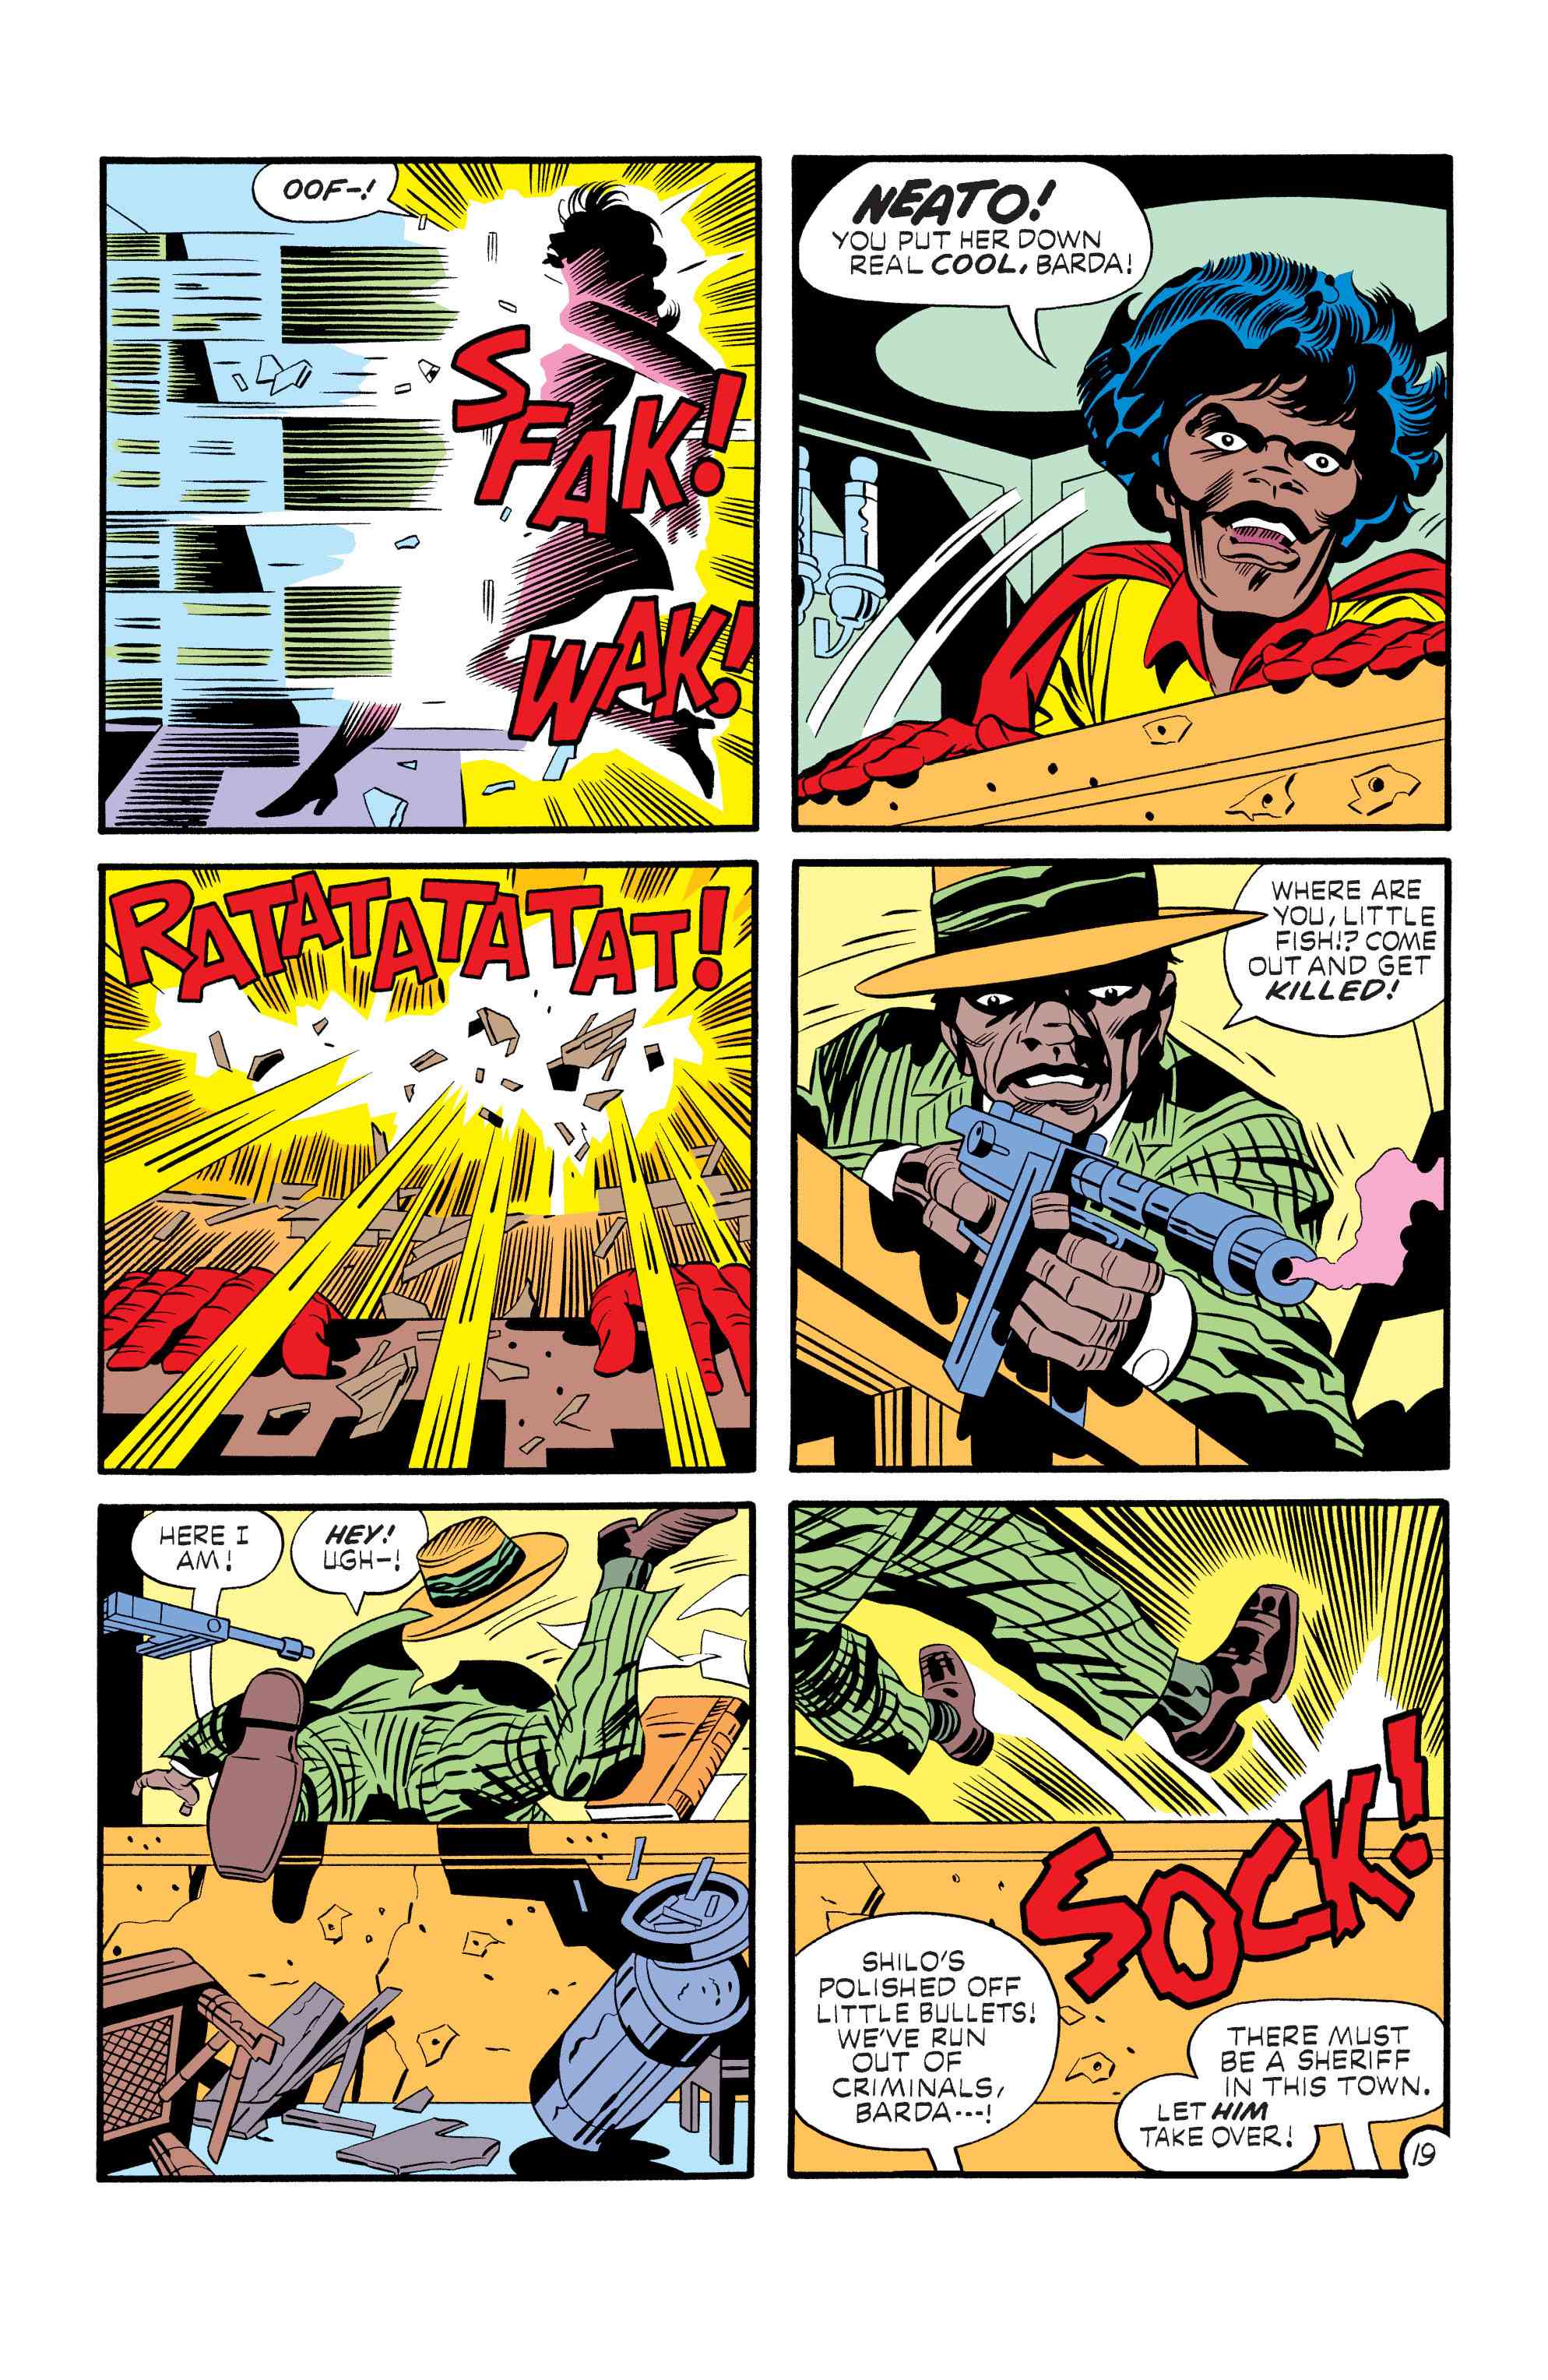 OOF-!
SFAK!
WAK!
NEATO!
YOU PUT HER DOWN
REAL COOL, BARDA!
RATATATATATAT!
WHERE ARE
YOU, LITTLE
FISH!? COME
OUT AND GET
KILLED!
HERE I
AM!
HEY!
UGH-!
SOCK!
SHILO'S
POLISHED OFF
LITTLE BULLETS!
WE'VE RUN
OUT OF
CRIMINALS,
BARDA---!
THERE MUST
BE A SHERIFF
IN THIS TOWN.
LET HIM
TAKE OVER!
19